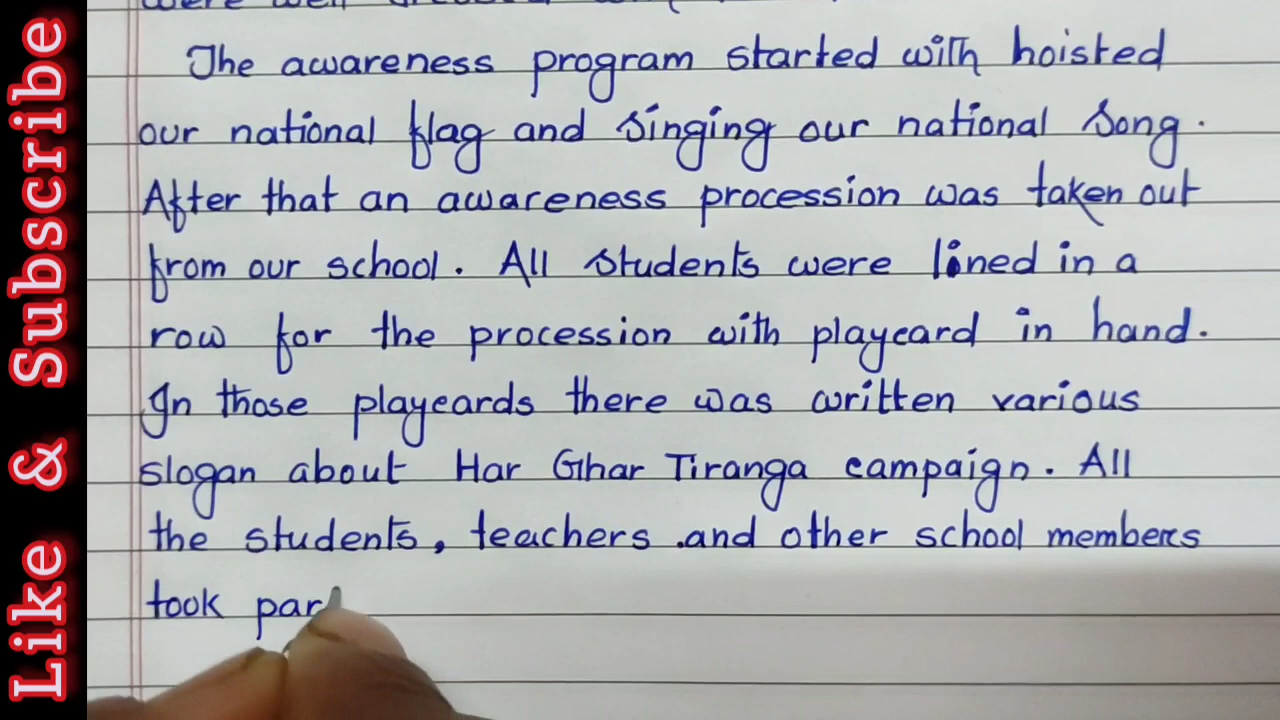 The awareness program started with hoisted
our national flag and singing our national song.
After that an awareness procession was taken out
from our school. All students were lined in a
row for the procession with playcard in hand.
In those playcards there was written various
slogan about Har Ghar Tiranga campaign. All
the students, teachers and other school members
took part
Like & Subscribe